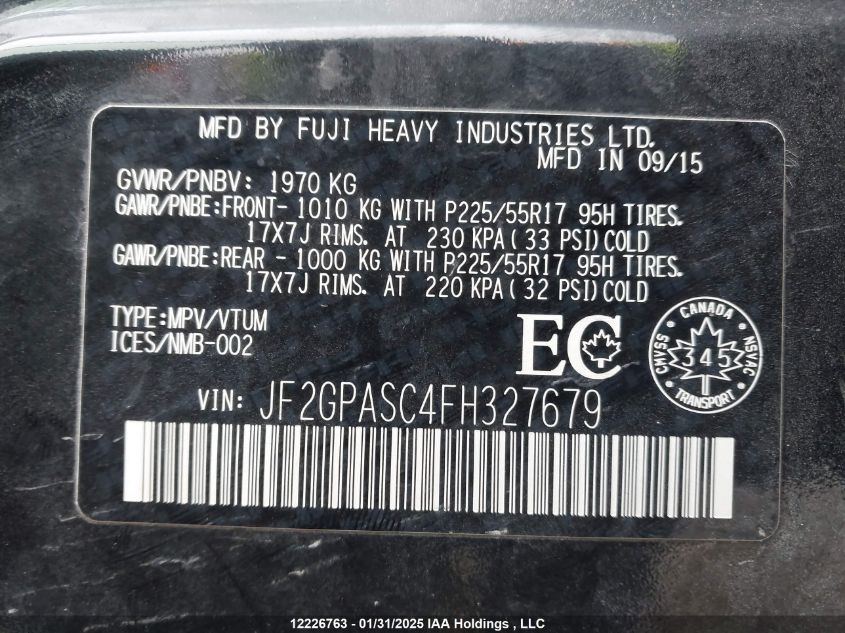 MFD BY FUJI HEAVY INDUSTRIES LTD.
MFD IN 09/15
GVWR/PNBV: 1970 KG
GAWR/PNBE:FRONT- 1010 KG WITH P225/55R17 95H TIRES.
17X7J RIMS. AT 230 KPA(33 PSI)COLD
GAWR/PNBE:REAR - 1000 KG WITH P225/55R17 95H TIRES.
17X7J RIMS. AT 220 KPA(32 PSI)COLD
TYPE:MPV/VTUM
ICES/NMB-002
EC
CANADA
CMVSS
345
NSVAC
TRANSPORT
VIN: JF2GPASC4FH327679
12226763 - 01/31/2025 IAA Holdings , LLC